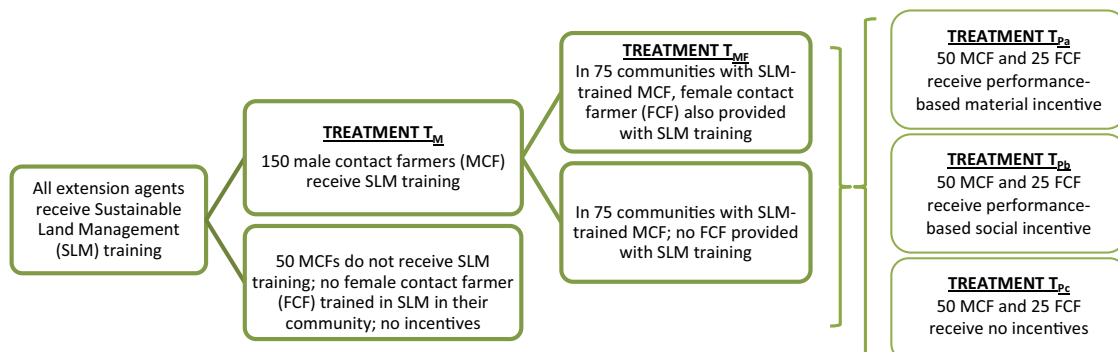 All extension agents
receive Sustainable
Land Management
(SLM) training
TREATMENT T_M
150 male contact farmers (MCF)
receive SLM training
50 MCFs do not receive SLM
training; no female contact farmer
(FCF) trained in SLM in their
community; no incentives
TREATMENT T_MF
In 75 communities with SLM-
trained MCF, female contact
farmer (FCF) also provided
with SLM training
In 75 communities with SLM-
trained MCF; no FCF provided
with SLM training
TREATMENT T_Pa
50 MCF and 25 FCF
receive performance-
based material incentive
TREATMENT T_Pb
50 MCF and 25 FCF
receive performance-
based social incentive
TREATMENT T_Pc
50 MCF and 25 FCF
receive no incentives